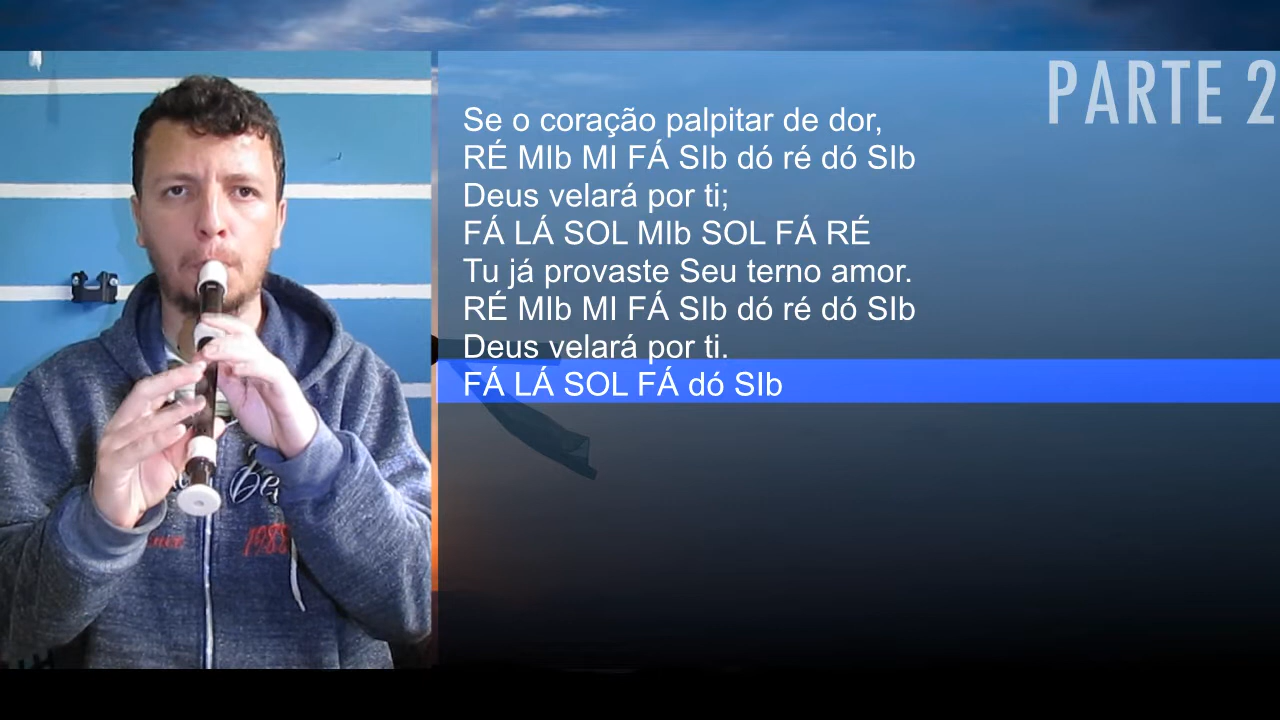 PARTE 2
Se o coração palpitar de dor,
RÉ MIb MI FÁ SIb dó ré dó SIb
Deus velará por ti;
FÁ LÁ SOL MIb SOL FÁ RÉ
Tu já provaste Seu terno amor.
RÉ MIb MI FÁ SIb dó ré dó SIb
Deus velará por ti.
FÁ LÁ SOL FÁ dó SIb
1988